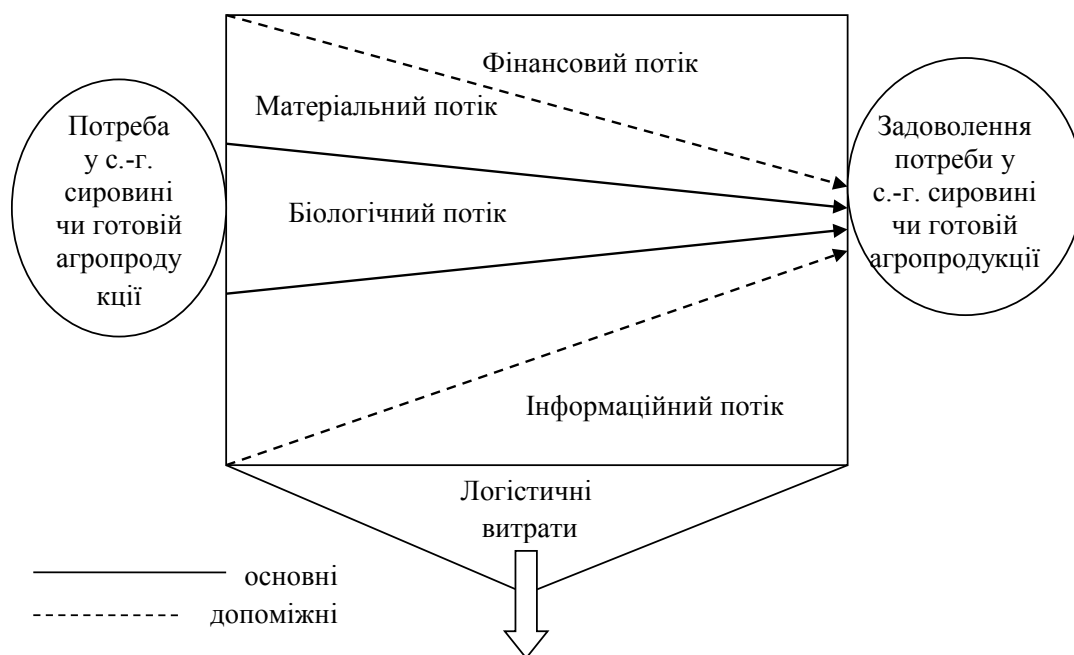 Фінансовий потік
Матеріальний потік
Потреба
у с.-г.
сировині
чи готовій
агропроду
кції
Біологічний потік
Задоволення
потреби у
с.-г. сировині
чи готовій
агропродукції
Інформаційний потік
Логістичні
витрати
основні
допоміжні